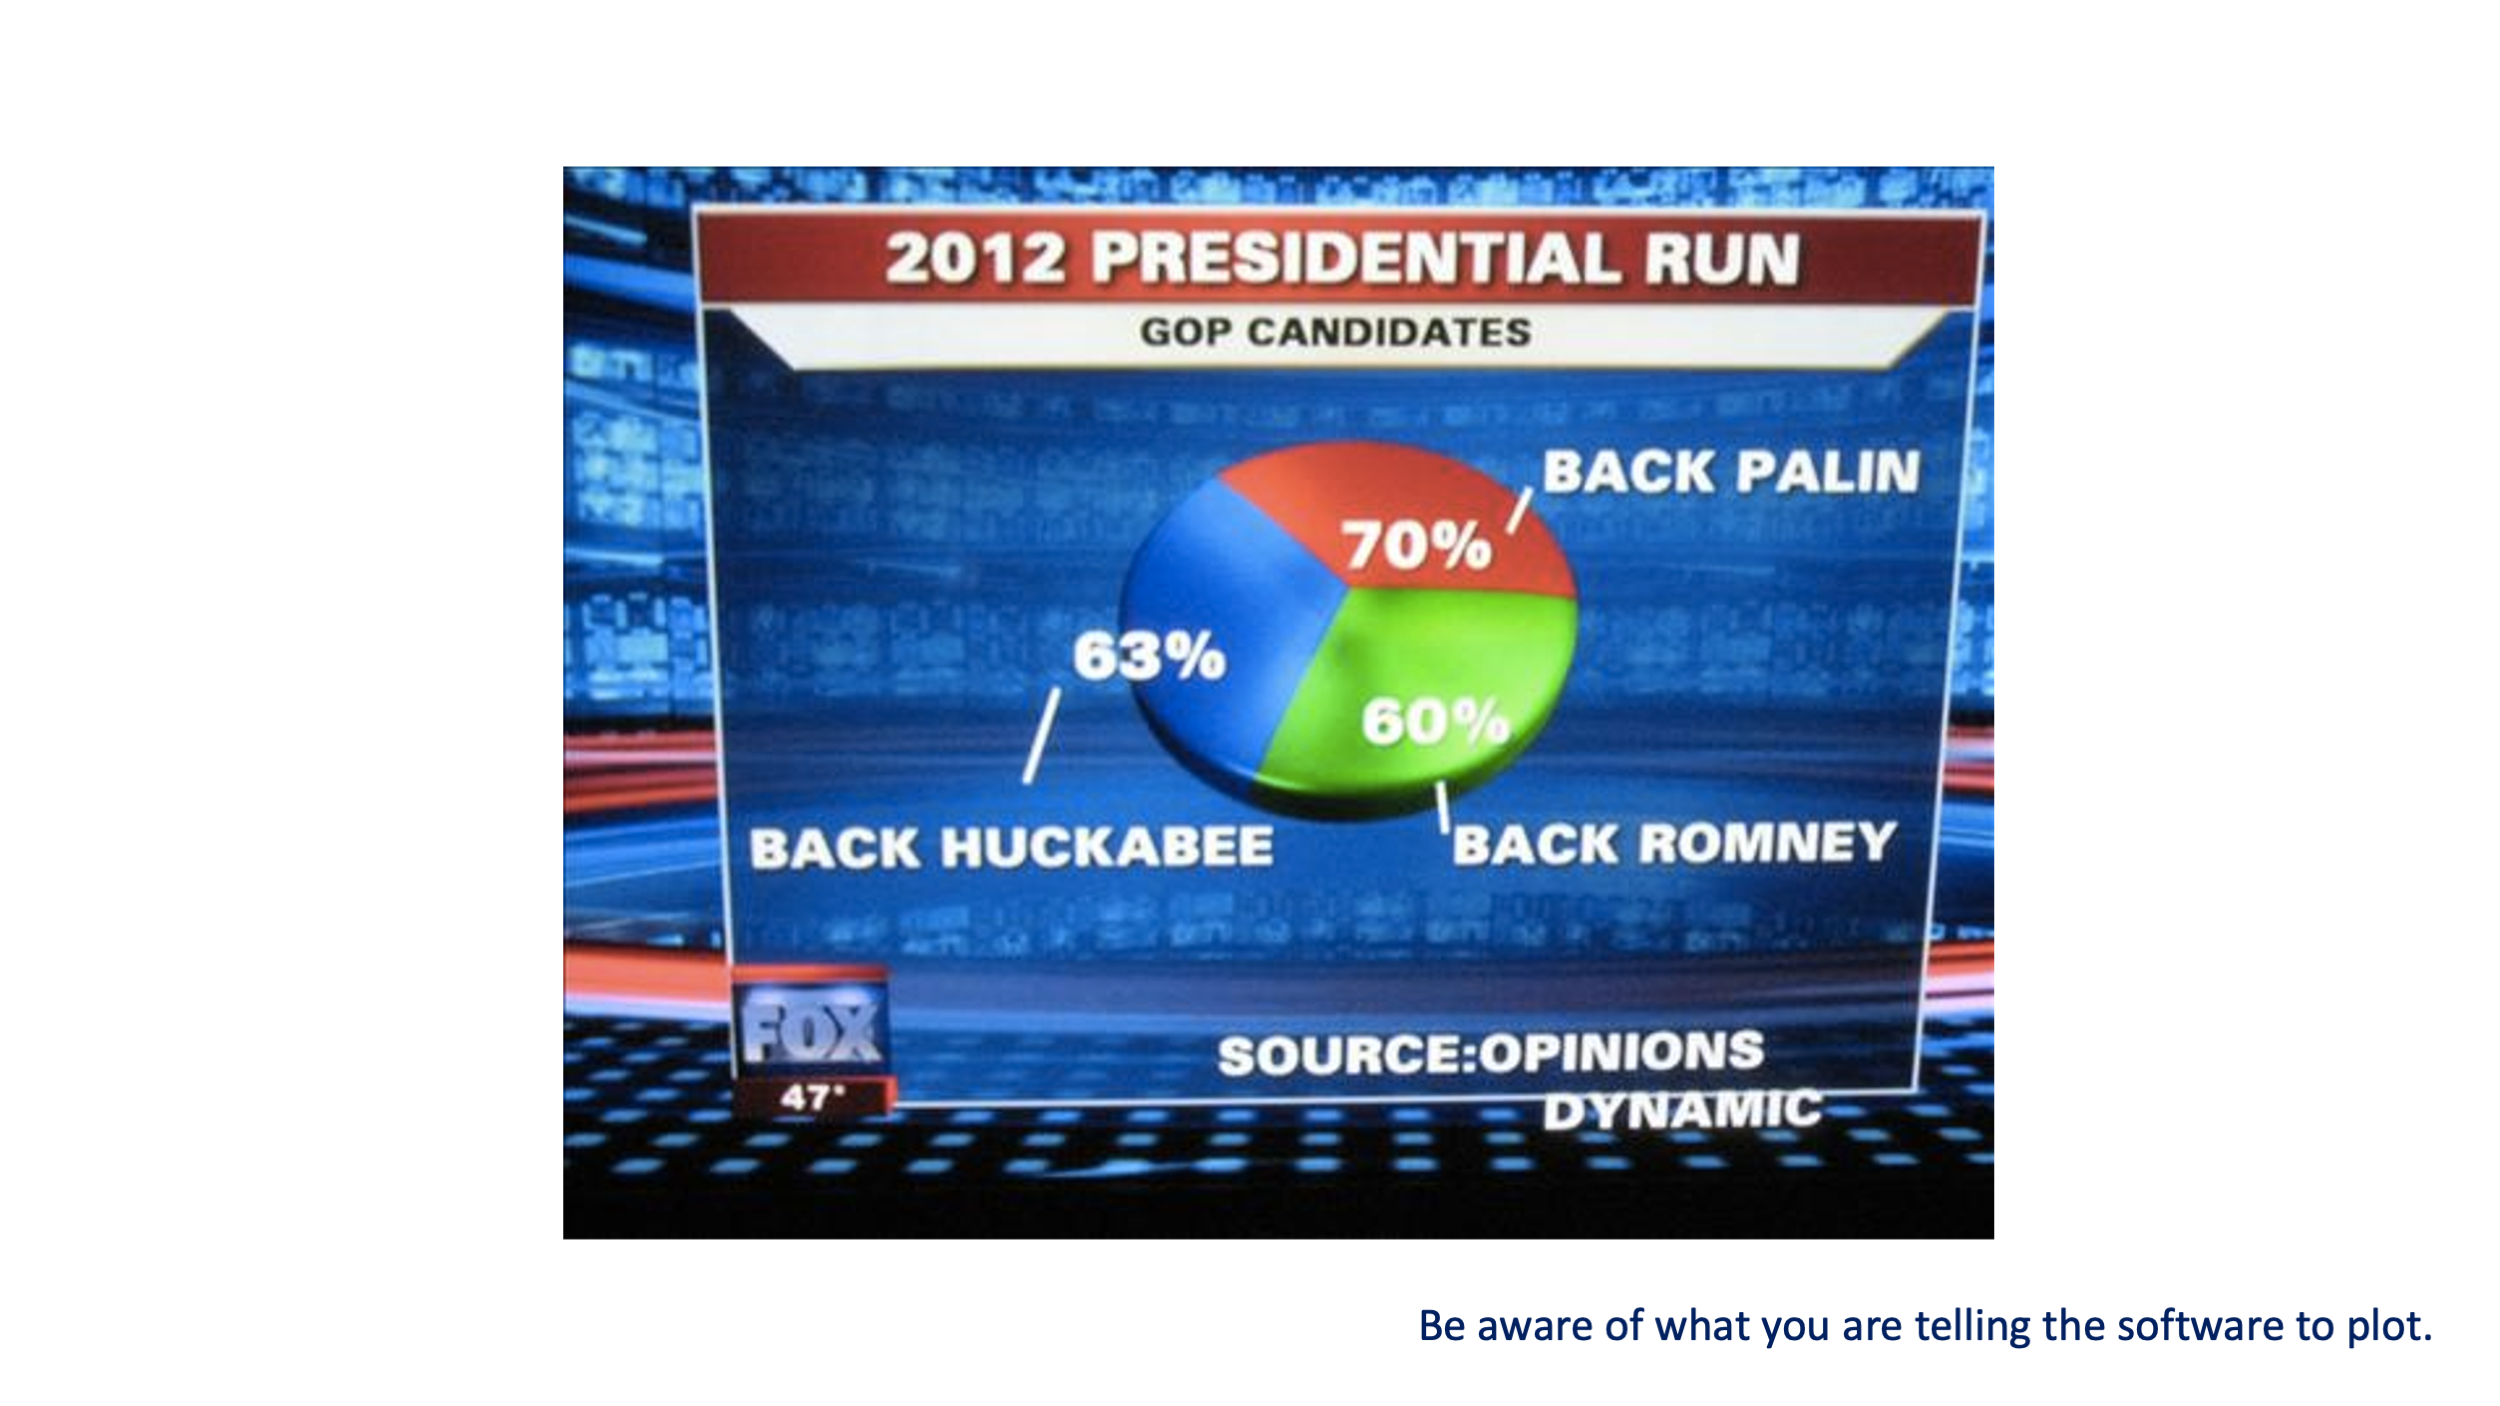 2012 PRESIDENTIAL RUN
GOP CANDIDATES
BACK PALIN
70%
63%
60%
BACK HUCKABEE
BACK ROMNEY
FOX
47°
SOURCE:OPINIONS
DYNAMIC
Be aware of what you are telling the software to plot.